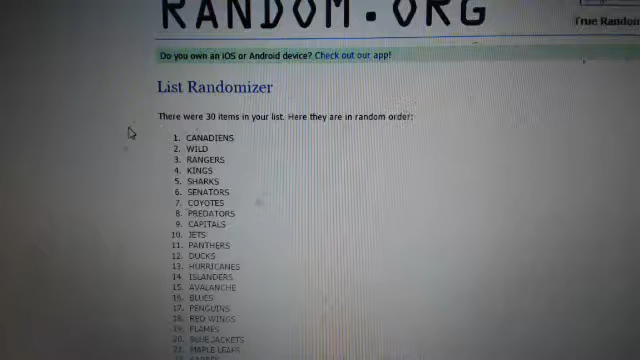 RANDOM.ORG
True Random
Do you own an iOS or Android device? Check out our app!
List Randomizer
There were 30 items in your list. Here they are in random order:
1. CANADIENS
2. WILD
3. RANGERS
4. KINGS
5. SHARKS
6. SENATORS
7. COYOTES
8. PREDATORS
9. CAPITALS
10. JETS
11. PANTHERS
12. DUCKS
13. HURRICANES
14. ISLANDERS
15. AVALANCHE
16. BLUES
17. PENGUINS
18. RED WINGS
19. FLAMES
20. BLUE JACKETS
21. MAPLE LEAFS